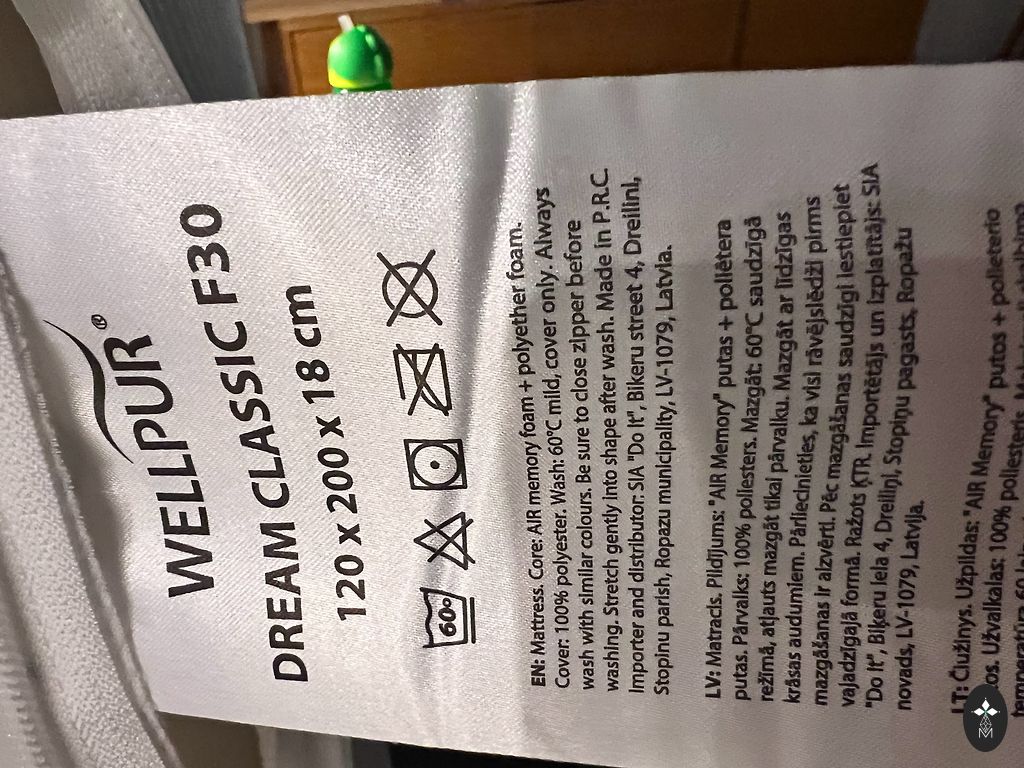 WELLPUR®
DREAM CLASSIC F30
120 x 200 x 18 cm
60°
EN: Mattress. Core: AIR memory foam + polyether foam.
Cover: 100% polyester. Wash: 60°C mild, cover only. Always
wash with similar colours. Be sure to close zipper before
washing. Stretch gently into shape after wash. Made in P.R.C.
Importer and distributor: SIA "Do It", Biķeru street 4, Dreiliņi,
Stopiņu parish, Ropazu municipality, LV-1079, Latvia.
LV: Matracis. Pildījums: "AIR Memory" putas + poliētera
putas. Pārvalks: 100% poliesters. Mazgāt: 60°C saudzīgā
režīmā, atļauts mazgāt tikai pārvalku. Mazgāt ar līdzīgas
krāsas audumiem. Pārliecinieties, ka visi rāvējslēdži pirms
mazgāšanas ir aizvērti. Pēc mazgāšanas saudzīgi iestiepiet
vajadzīgajā formā. Ražots ĶTR. Importētājs un izplatītājs: SIA
"Do It", Biķeru iela 4, Dreiliņi, Stopiņu pagasts, Ropažu
novads, LV-1079, Latvija.
LT: Čiužinys. Užpildas: "AIR Memory" putos + polieterio
os. Užvalkalas: 100% poliesteris.
M